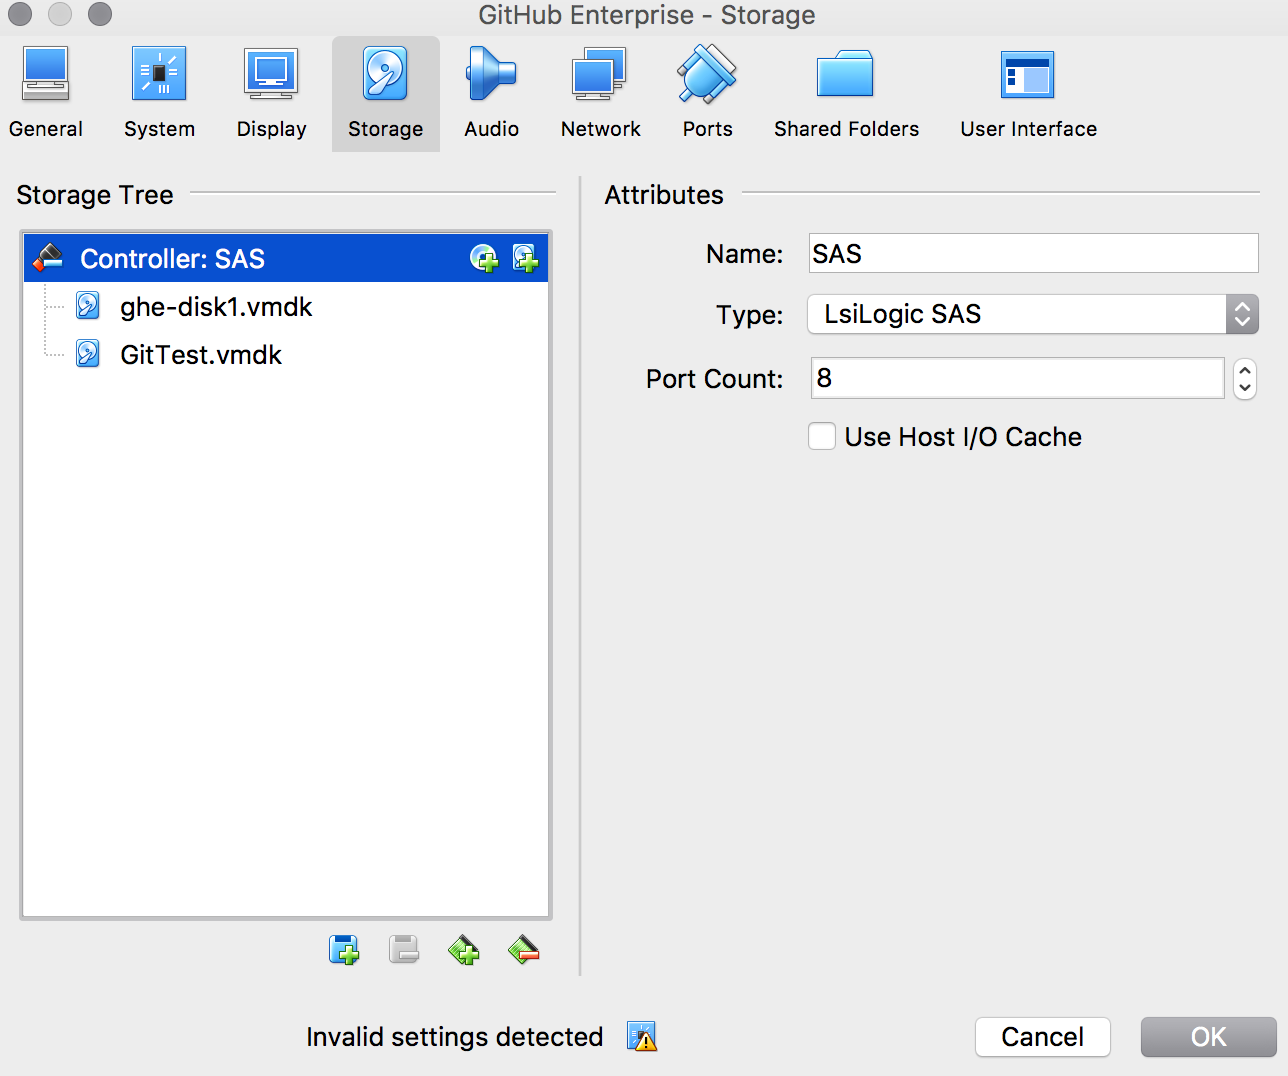 GitHub Enterprise - Storage
General System Display Storage Audio Network Ports Shared Folders User Interface
Storage Tree
Controller: SAS
ghe-disk1.vmdk
GitTest.vmdk
Attributes
Name: SAS
Type: LsiLogic SAS
Port Count: 8
Use Host I/O Cache
Invalid settings detected
Cancel OK